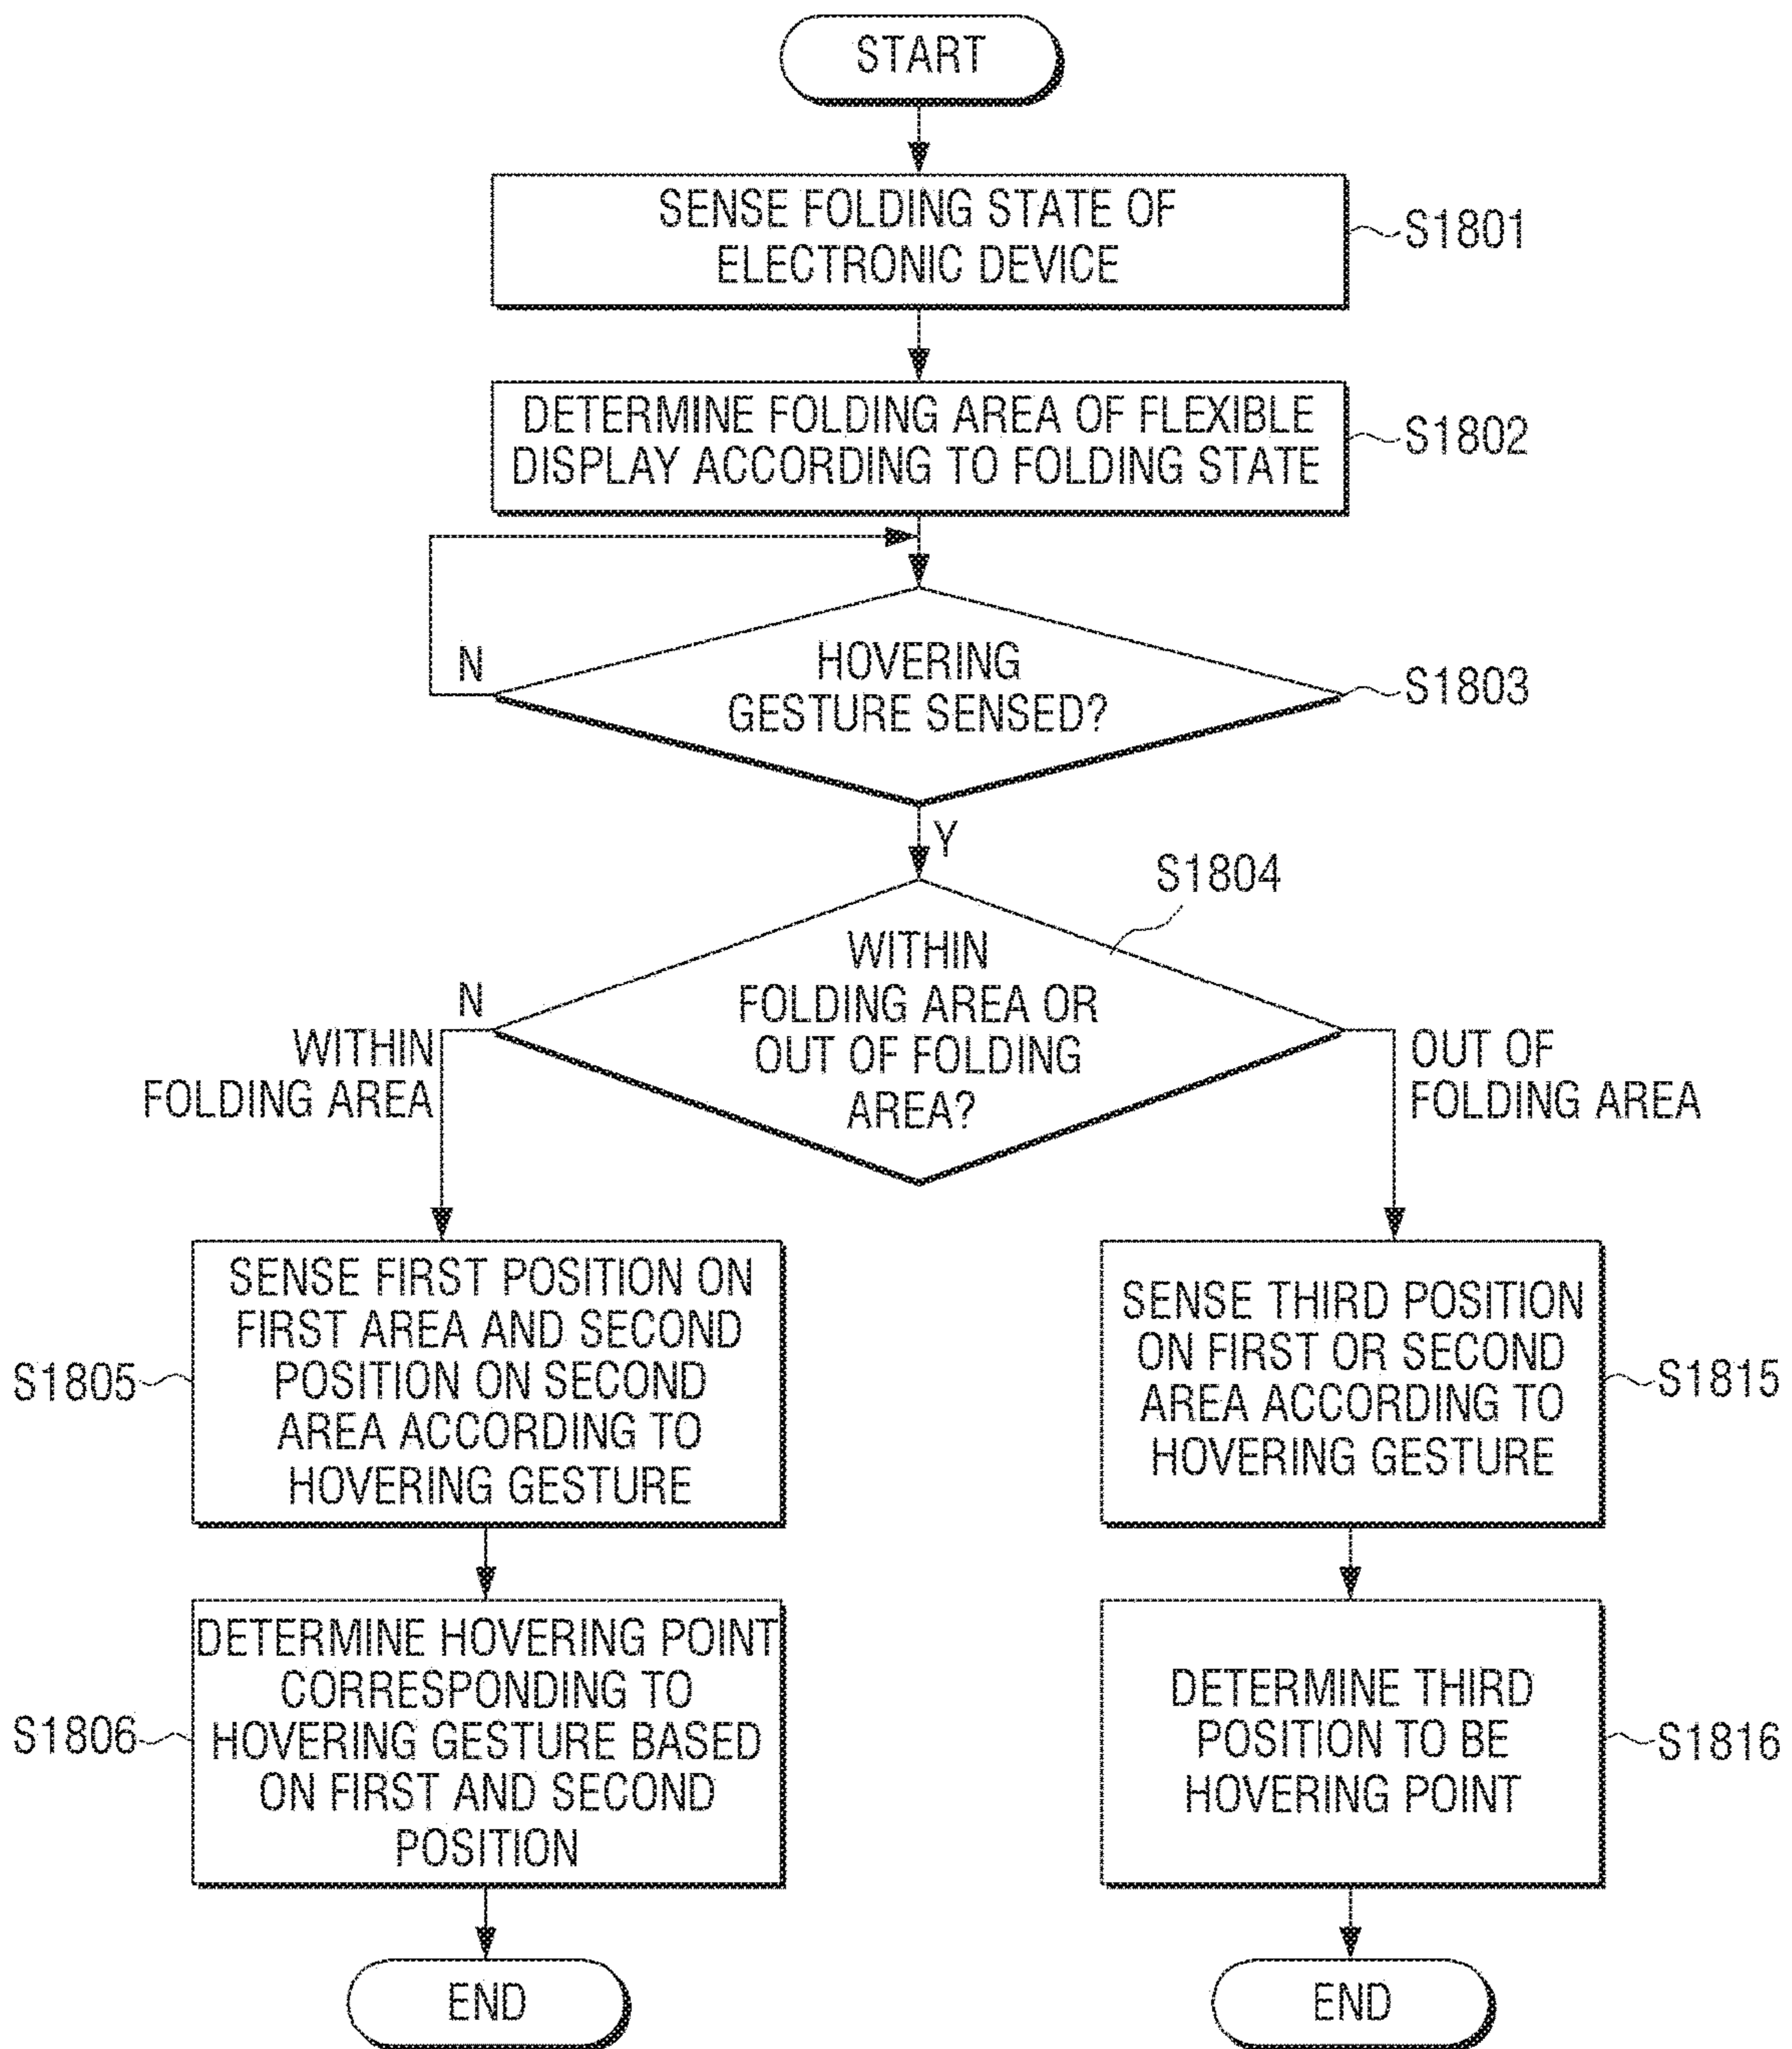 START
SENSE FOLDING STATE OF
ELECTRONIC DEVICE
S1801
DETERMINE FOLDING AREA OF FLEXIBLE
DISPLAY ACCORDING TO FOLDING STATE
S1802
N
HOVERING
GESTURE SENSED?
S1803
Y
S1804
WITHIN
FOLDING AREA OR
OUT OF FOLDING
AREA?
N
WITHIN
FOLDING AREA
OUT OF
FOLDING AREA
SENSE FIRST POSITION ON
FIRST AREA AND SECOND
POSITION ON SECOND
AREA ACCORDING TO
HOVERING GESTURE
S1805
SENSE THIRD POSITION
ON FIRST OR SECOND
AREA ACCORDING TO
HOVERING GESTURE
S1815
DETERMINE HOVERING POINT
CORRESPONDING TO
HOVERING GESTURE BASED
ON FIRST AND SECOND
POSITION
S1806
DETERMINE THIRD
POSITION TO BE
HOVERING POINT
S1816
END
END